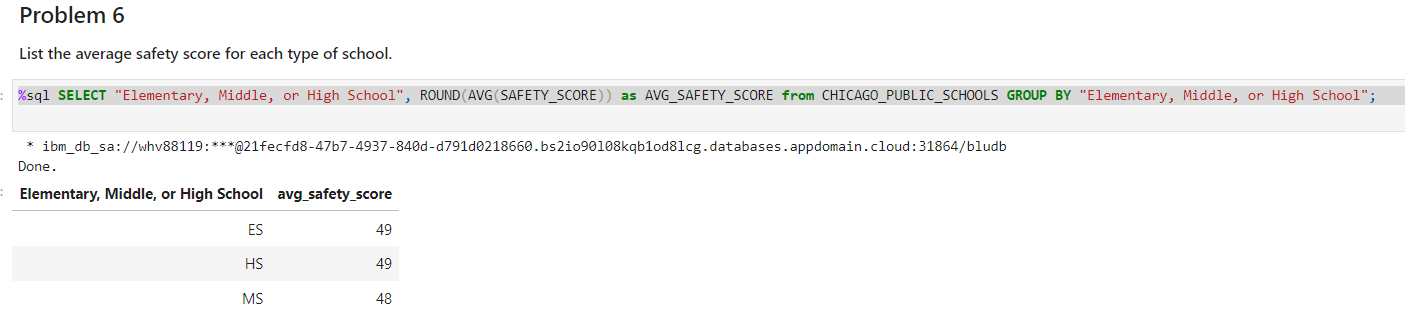 Problem 6
List the average safety score for each type of school.
%sql SELECT "Elementary, Middle, or High School", ROUND(AVG(SAFETY_SCORE)) as AVG_SAFETY_SCORE from CHICAGO_PUBLIC_SCHOOLS GROUP BY "Elementary, Middle, or High School";
* ibm_db_sa://whv88119:***@21fecfd8-47b7-4937-840d-d791d0218660.bs2io90l08kqb1od8lcg.databases.appdomain.cloud:31864/bludb
Done.
Elementary, Middle, or High School avg_safety_score
ES 49
HS 49
MS 48